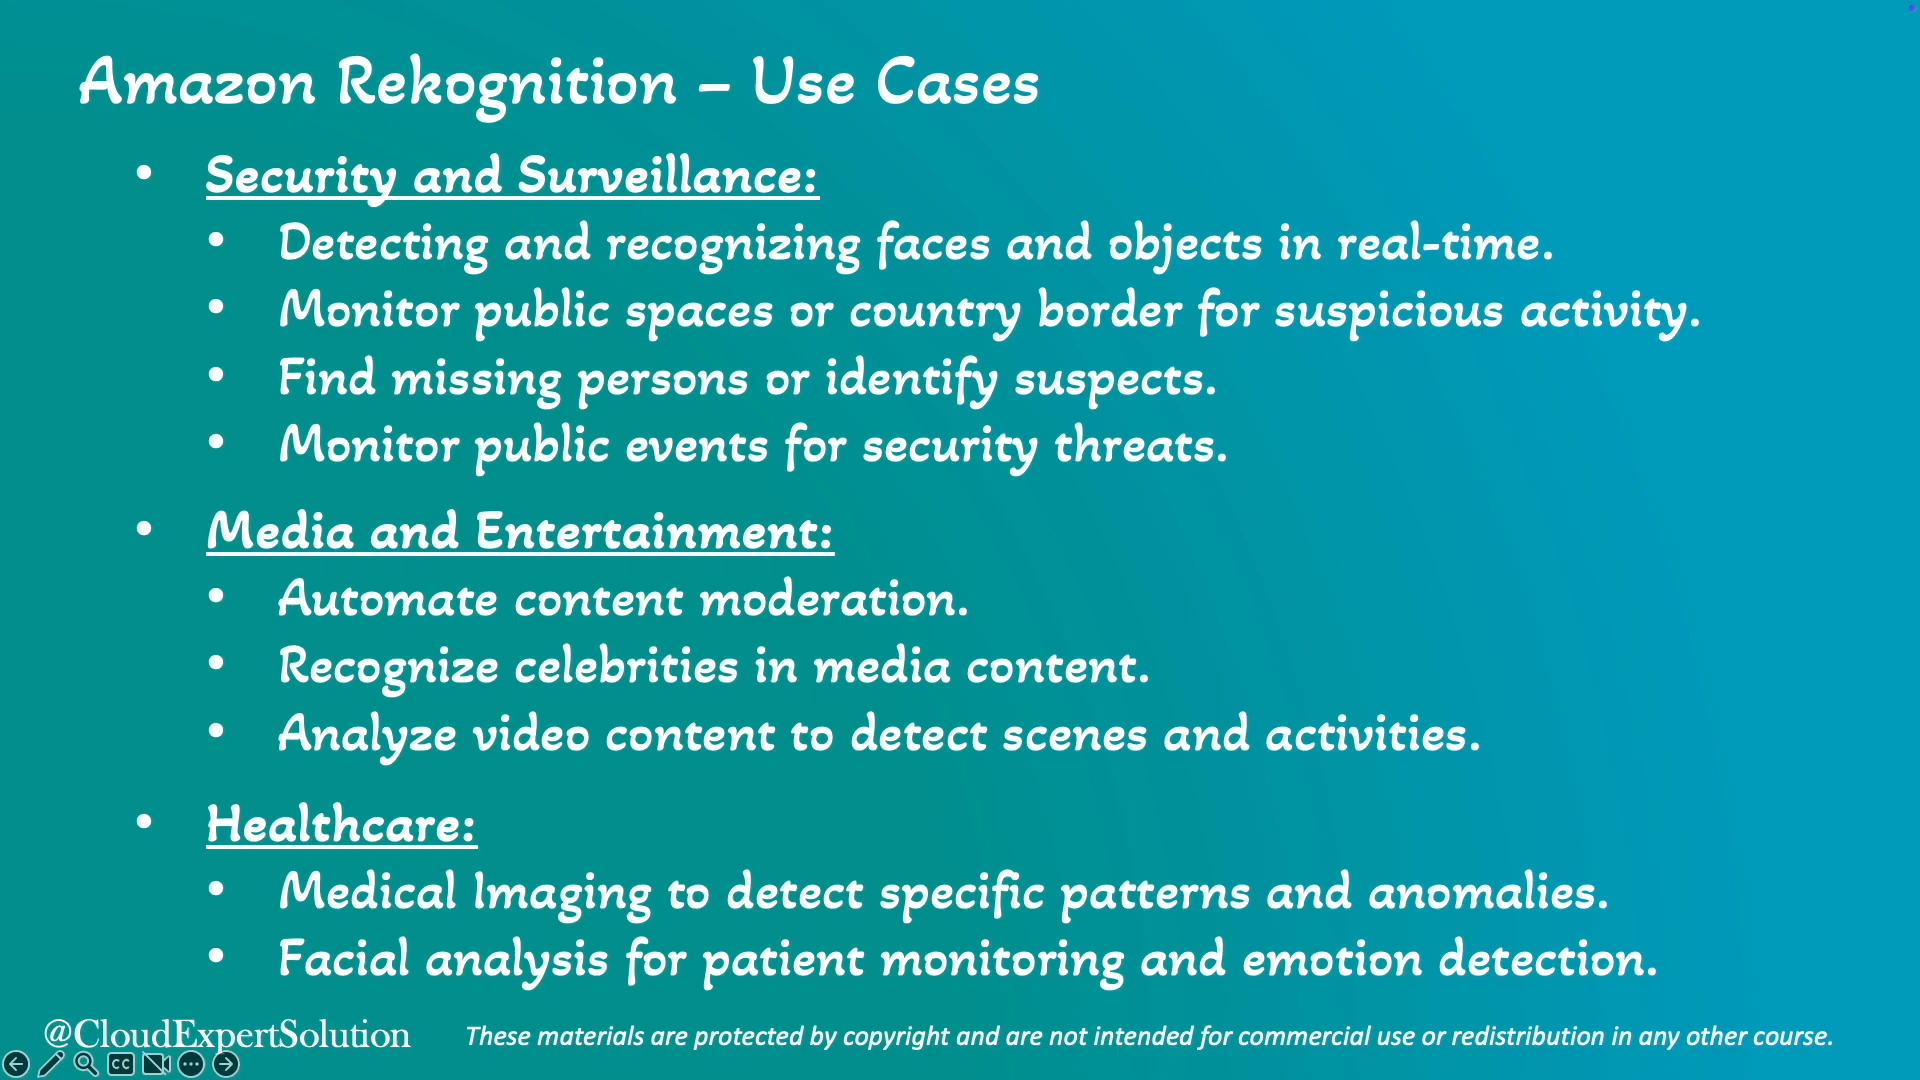 Amazon Rekognition – Use Cases
• Security and Surveillance:
• Detecting and recognizing faces and objects in real-time.
• Monitor public spaces or country border for suspicious activity.
• Find missing persons or identify suspects.
• Monitor public events for security threats.
• Media and Entertainment:
• Automate content moderation.
• Recognize celebrities in media content.
• Analyze video content to detect scenes and activities.
• Healthcare:
• Medical Imaging to detect specific patterns and anomalies.
• Facial analysis for patient monitoring and emotion detection.
@CloudExpertSolution
These materials are protected by copyright and are not intended for commercial use or redistribution in any other course.
CC